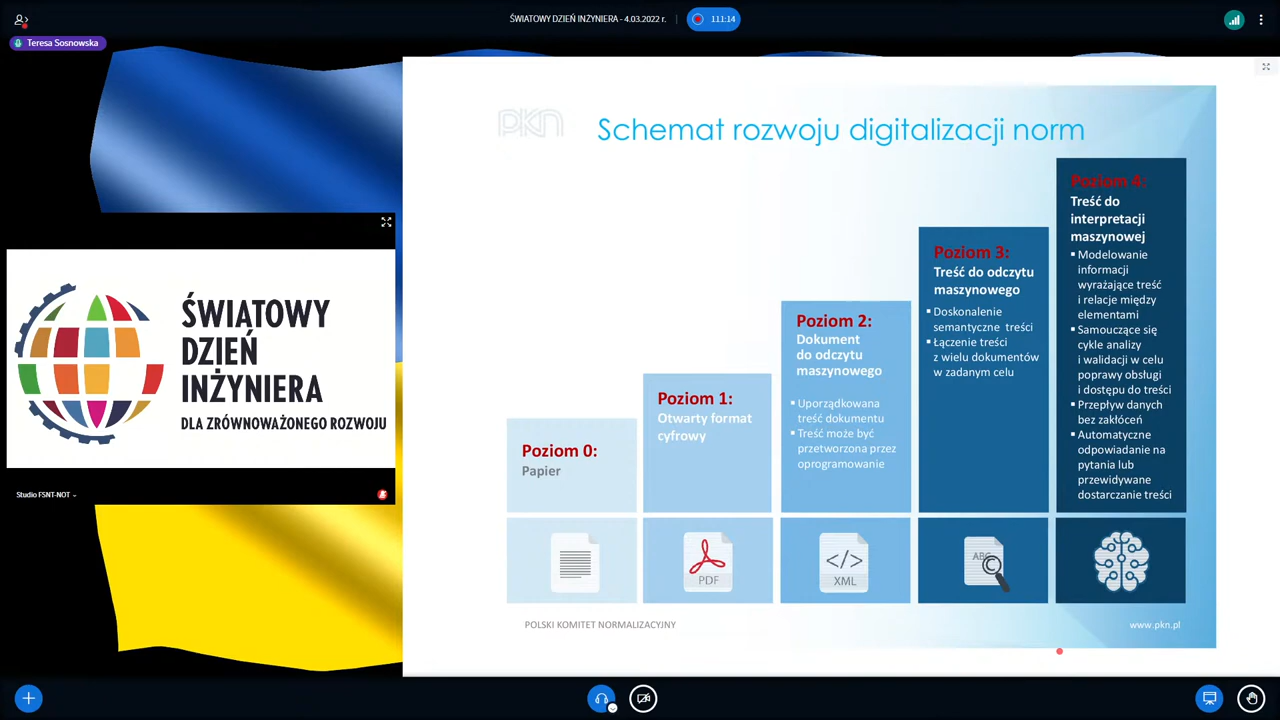 ŚWIATOWY DZIEŃ INŻYNIERA - 4.03.2022 r.
111:14
Teresa Sosnowska
ŚWIATOWY
DZIEŃ
INŻYNIERA
DLA ZRÓWNOWAŻONEGO ROZWOJU
Studio FSNT-NOT
PKN
Schemat rozwoju digitalizacji norm
Poziom 0:
Papier
Poziom 1:
Otwarty format
cyfrowy
PDF
Poziom 2:
Dokument
do odczytu
maszynowego
▪ Uporządkowana
treść dokumentu
▪ Treść może być
przetworzona przez
oprogramowanie
</>
XML
Poziom 3:
Treść do odczytu
maszynowego
▪ Doskonalenie
semantyczne treści
▪ Łączenie treści
z wielu dokumentów
w zadanym celu
ABC
Poziom 4:
Treść do
interpretacji
maszynowej
▪ Modelowanie
informacji
wyrażające treść
i relacje między
elementami
▪ Samouczące się
cykle analizy
i walidacji w celu
poprawy obsługi
i dostępu do treści
▪ Przepływ danych
bez zakłóceń
▪ Automatyczne
odpowiadanie na
pytania lub
przewidywane
dostarczanie treści
POLSKI KOMITET NORMALIZACYJNY
www.pkn.pl